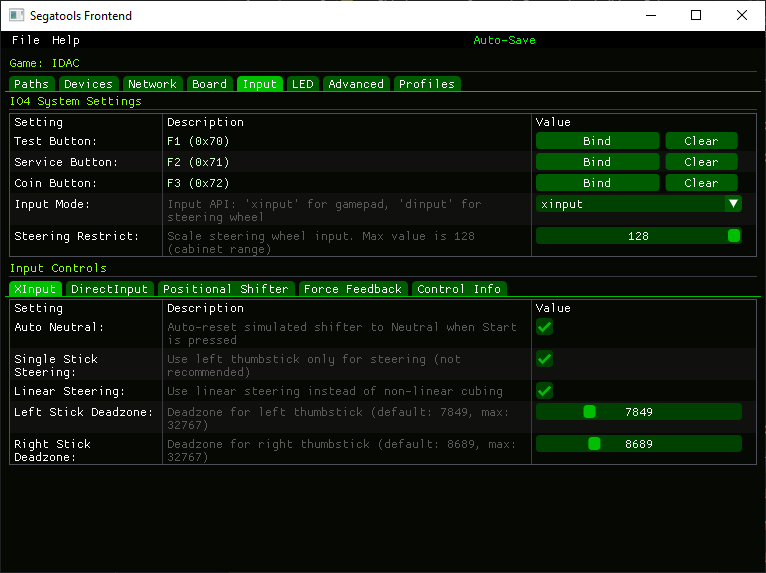 Segatools Frontend
File Help Auto-Save
Game: IDAC
Paths Devices Network Board Input LED Advanced Profiles
IO4 System Settings
Setting Description Value
Test Button: F1 (0x70) Bind Clear
Service Button: F2 (0x71) Bind Clear
Coin Button: F3 (0x72) Bind Clear
Input Mode: Input API: 'xinput' for gamepad, 'dinput' for xinput
steering wheel
Steering Restrict: Scale steering wheel input. Max value is 128 128
(cabinet range)
Input Controls
XInput DirectInput Positional Shifter Force Feedback Control Info
Setting Description Value
Auto Neutral: Auto-reset simulated shifter to Neutral when Start
is pressed
Single Stick Use left thumbstick only for steering (not
Steering: recommended)
Linear Steering: Use linear steering instead of non-linear cubing
Left Stick Deadzone: Deadzone for left thumbstick (default: 7849, max: 7849
32767)
Right Stick Deadzone for right thumbstick (default: 8689, max: 8689
Deadzone: 32767)